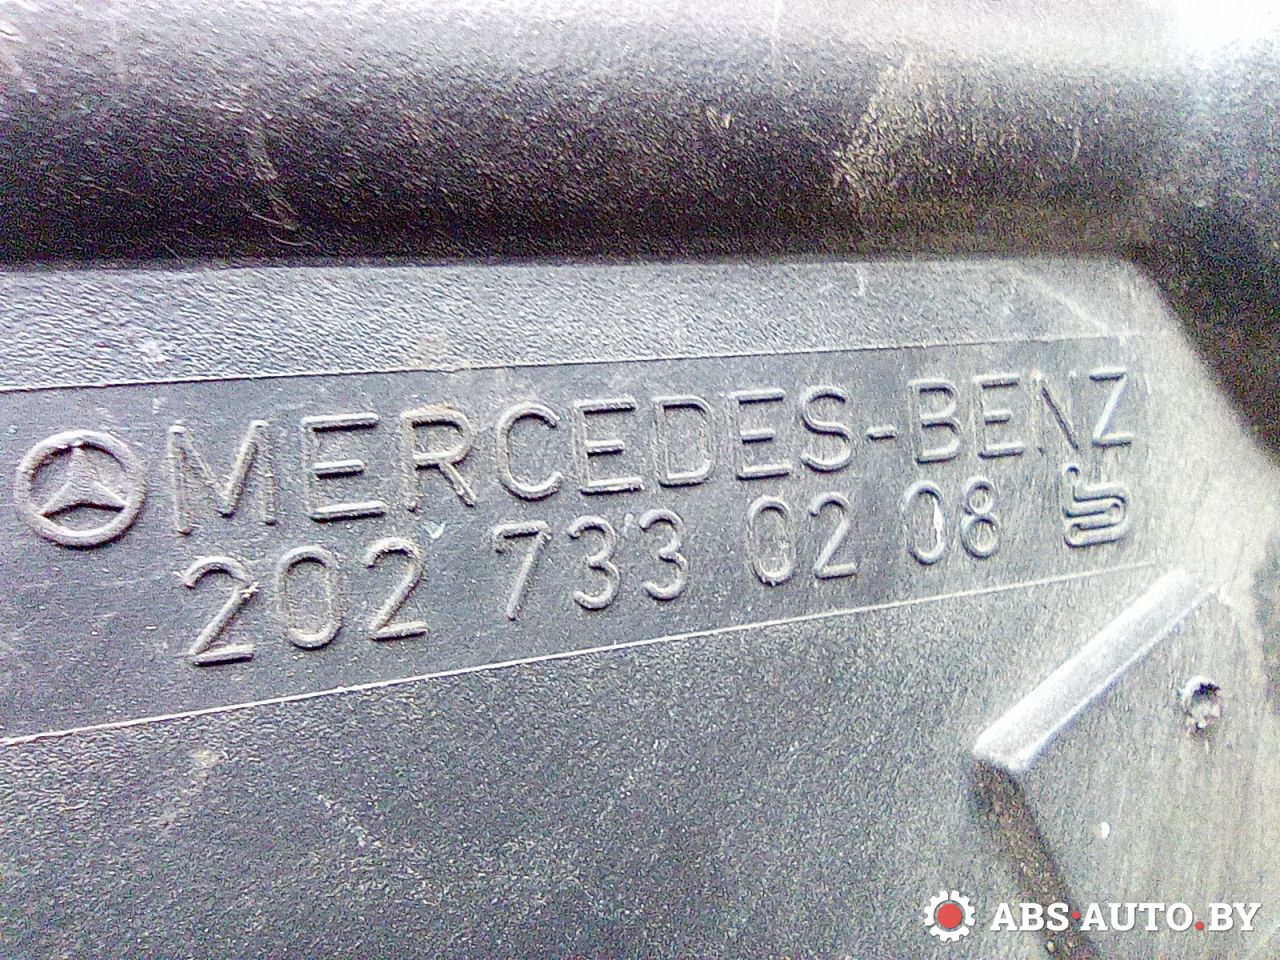 MERCEDES-BENZ
202 733 02 08
ABS·AUTO.BY